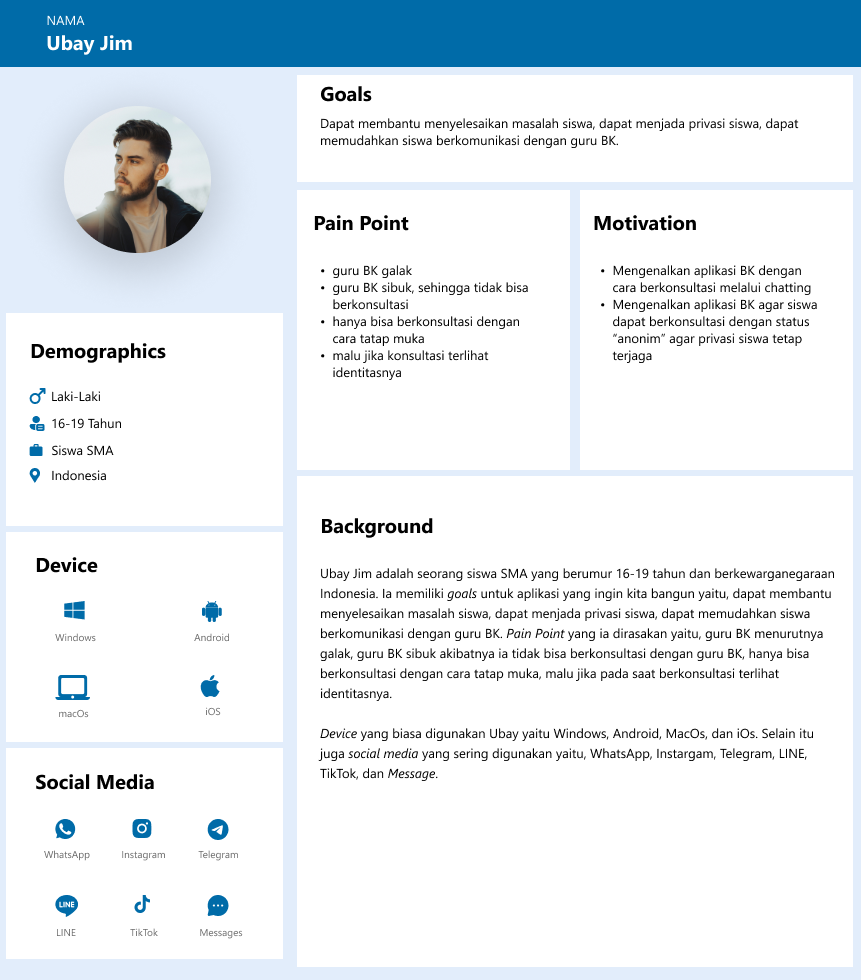 NAMA
Ubay Jim
Goals
Dapat membantu menyelesaikan masalah siswa, dapat menjada privasi siswa, dapat
memudahkan siswa berkomunikasi dengan guru BK.
Pain Point
• guru BK galak
• guru BK sibuk, sehingga tidak bisa
berkonsultasi
• hanya bisa berkonsultasi dengan
cara tatap muka
• malu jika konsultasi terlihat
identitasnya
Motivation
• Mengenalkan aplikasi BK dengan
cara berkonsultasi melalui chatting
• Mengenalkan aplikasi BK agar siswa
dapat berkonsultasi dengan status
“anonim” agar privasi siswa tetap
terjaga
Demographics
Laki-Laki
16-19 Tahun
Siswa SMA
Indonesia
Device
Windows
Android
macOs
iOS
Social Media
WhatsApp
Instagram
Telegram
LINE
LINE
TikTok
Messages
Background
Ubay Jim adalah seorang siswa SMA yang berumur 16-19 tahun dan berkewarganegaraan
Indonesia. Ia memiliki goals untuk aplikasi yang ingin kita bangun yaitu, dapat membantu
menyelesaikan masalah siswa, dapat menjada privasi siswa, dapat memudahkan siswa
berkomunikasi dengan guru BK. Pain Point yang ia dirasakan yaitu, guru BK menurutnya
galak, guru BK sibuk akibatnya ia tidak bisa berkonsultasi dengan guru BK, hanya bisa
berkonsultasi dengan cara tatap muka, malu jika pada saat berkonsultasi terlihat
identitasnya.
Device yang biasa digunakan Ubay yaitu Windows, Android, MacOs, dan iOs. Selain itu
juga social media yang sering digunakan yaitu, WhatsApp, Instargam, Telegram, LINE,
TikTok, dan Message.